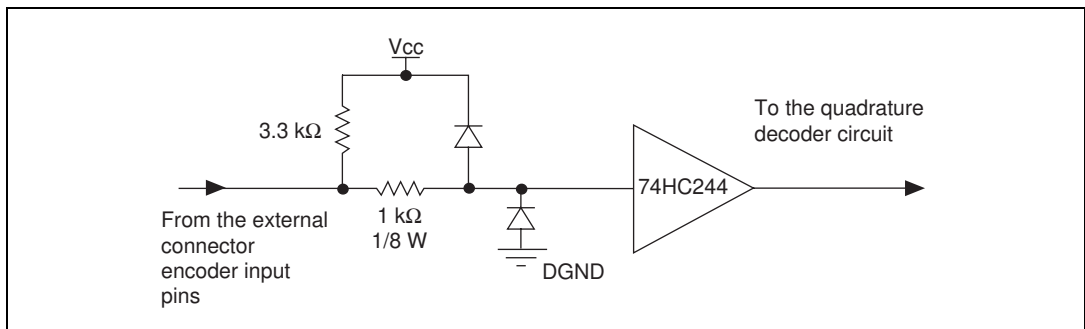 Vcc
3.3 kΩ
To the quadrature
decoder circuit
74HC244
From the external
connector
encoder input
pins
1 kΩ
1/8 W
DGND